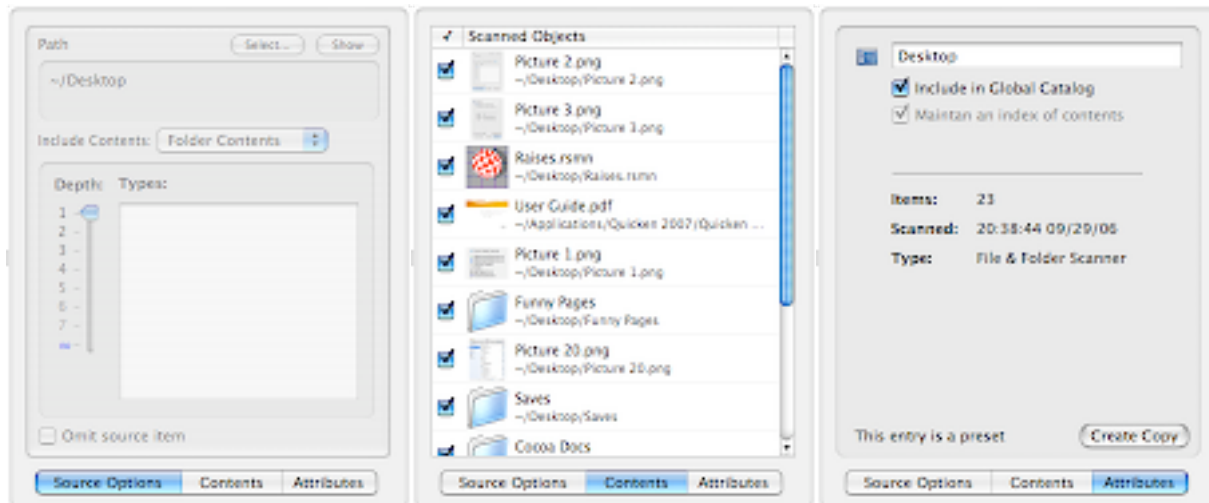 Path
Select...
Show
~/Desktop
Include Contents:
Folder Contents
Depth:
Types:
1
2
3
4
5
6
7
∞
Omit source item
Source Options
Contents
Attributes
✓
Scanned Objects
Picture 2.png
~/Desktop/Picture 2.png
Picture 3.png
~/Desktop/Picture 3.png
Raises.rsmn
~/Desktop/Raises.rsmn
User Guide.pdf
~/Applications/Quicken 2007/Quicken ...
Picture 1.png
~/Desktop/Picture 1.png
Funny Pages
~/Desktop/Funny Pages
Picture 20.png
~/Desktop/Picture 20.png
Saves
~/Desktop/Saves
Cocoa Docs
Source Options
Contents
Attributes
Desktop
Include in Global Catalog
Maintan an index of contents
Items: 23
Scanned: 20:38:44 09/29/06
Type: File & Folder Scanner
This entry is a preset
Create Copy
Source Options
Contents
Attributes